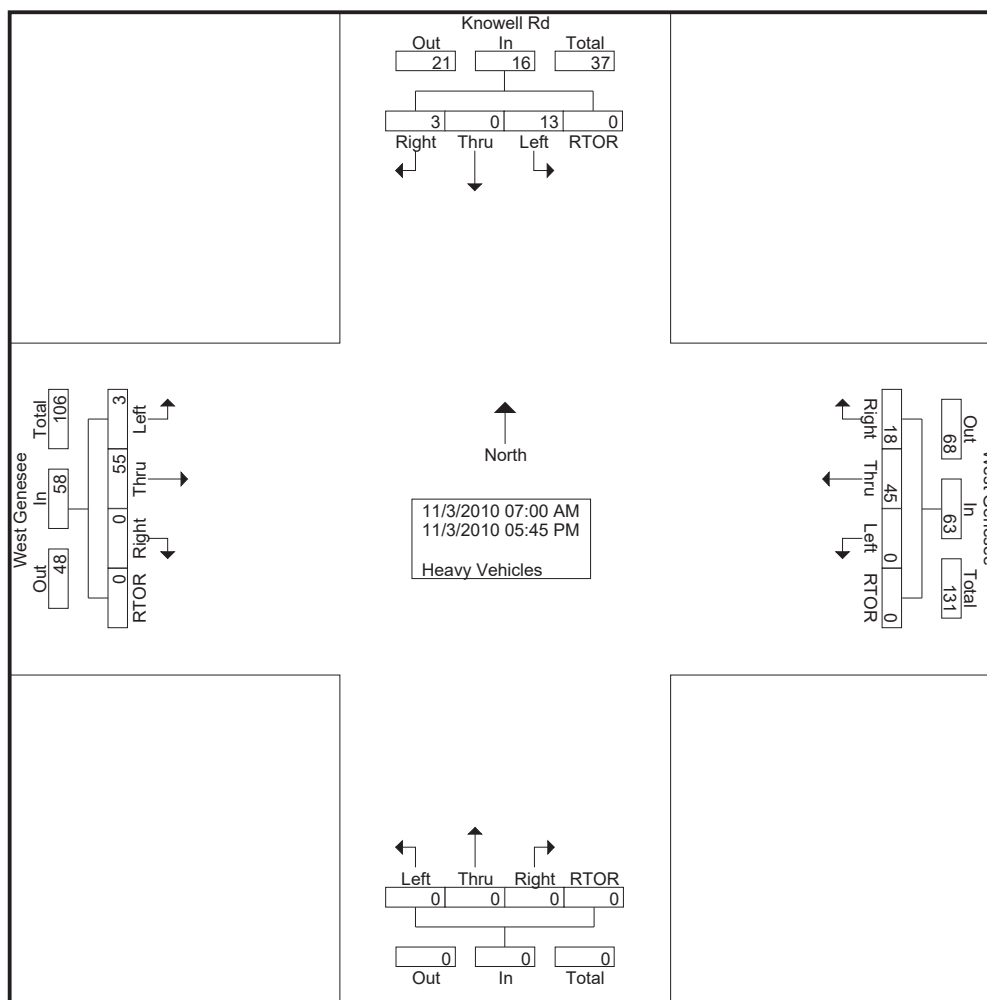 Knowell Rd
Out In Total
21 16 37
3 0 13 0
Right Thru Left RTOR
West Genesee
Total In Out
106 58 48
3 55 0 0
Left Thru Right RTOR
North
11/3/2010 07:00 AM
11/3/2010 05:45 PM
Heavy Vehicles
Right Thru Left RTOR
18 45 0 0
Out In Total
68 63 131
West Genesee
Left Thru Right RTOR
0 0 0 0
0 0 0
Out In Total